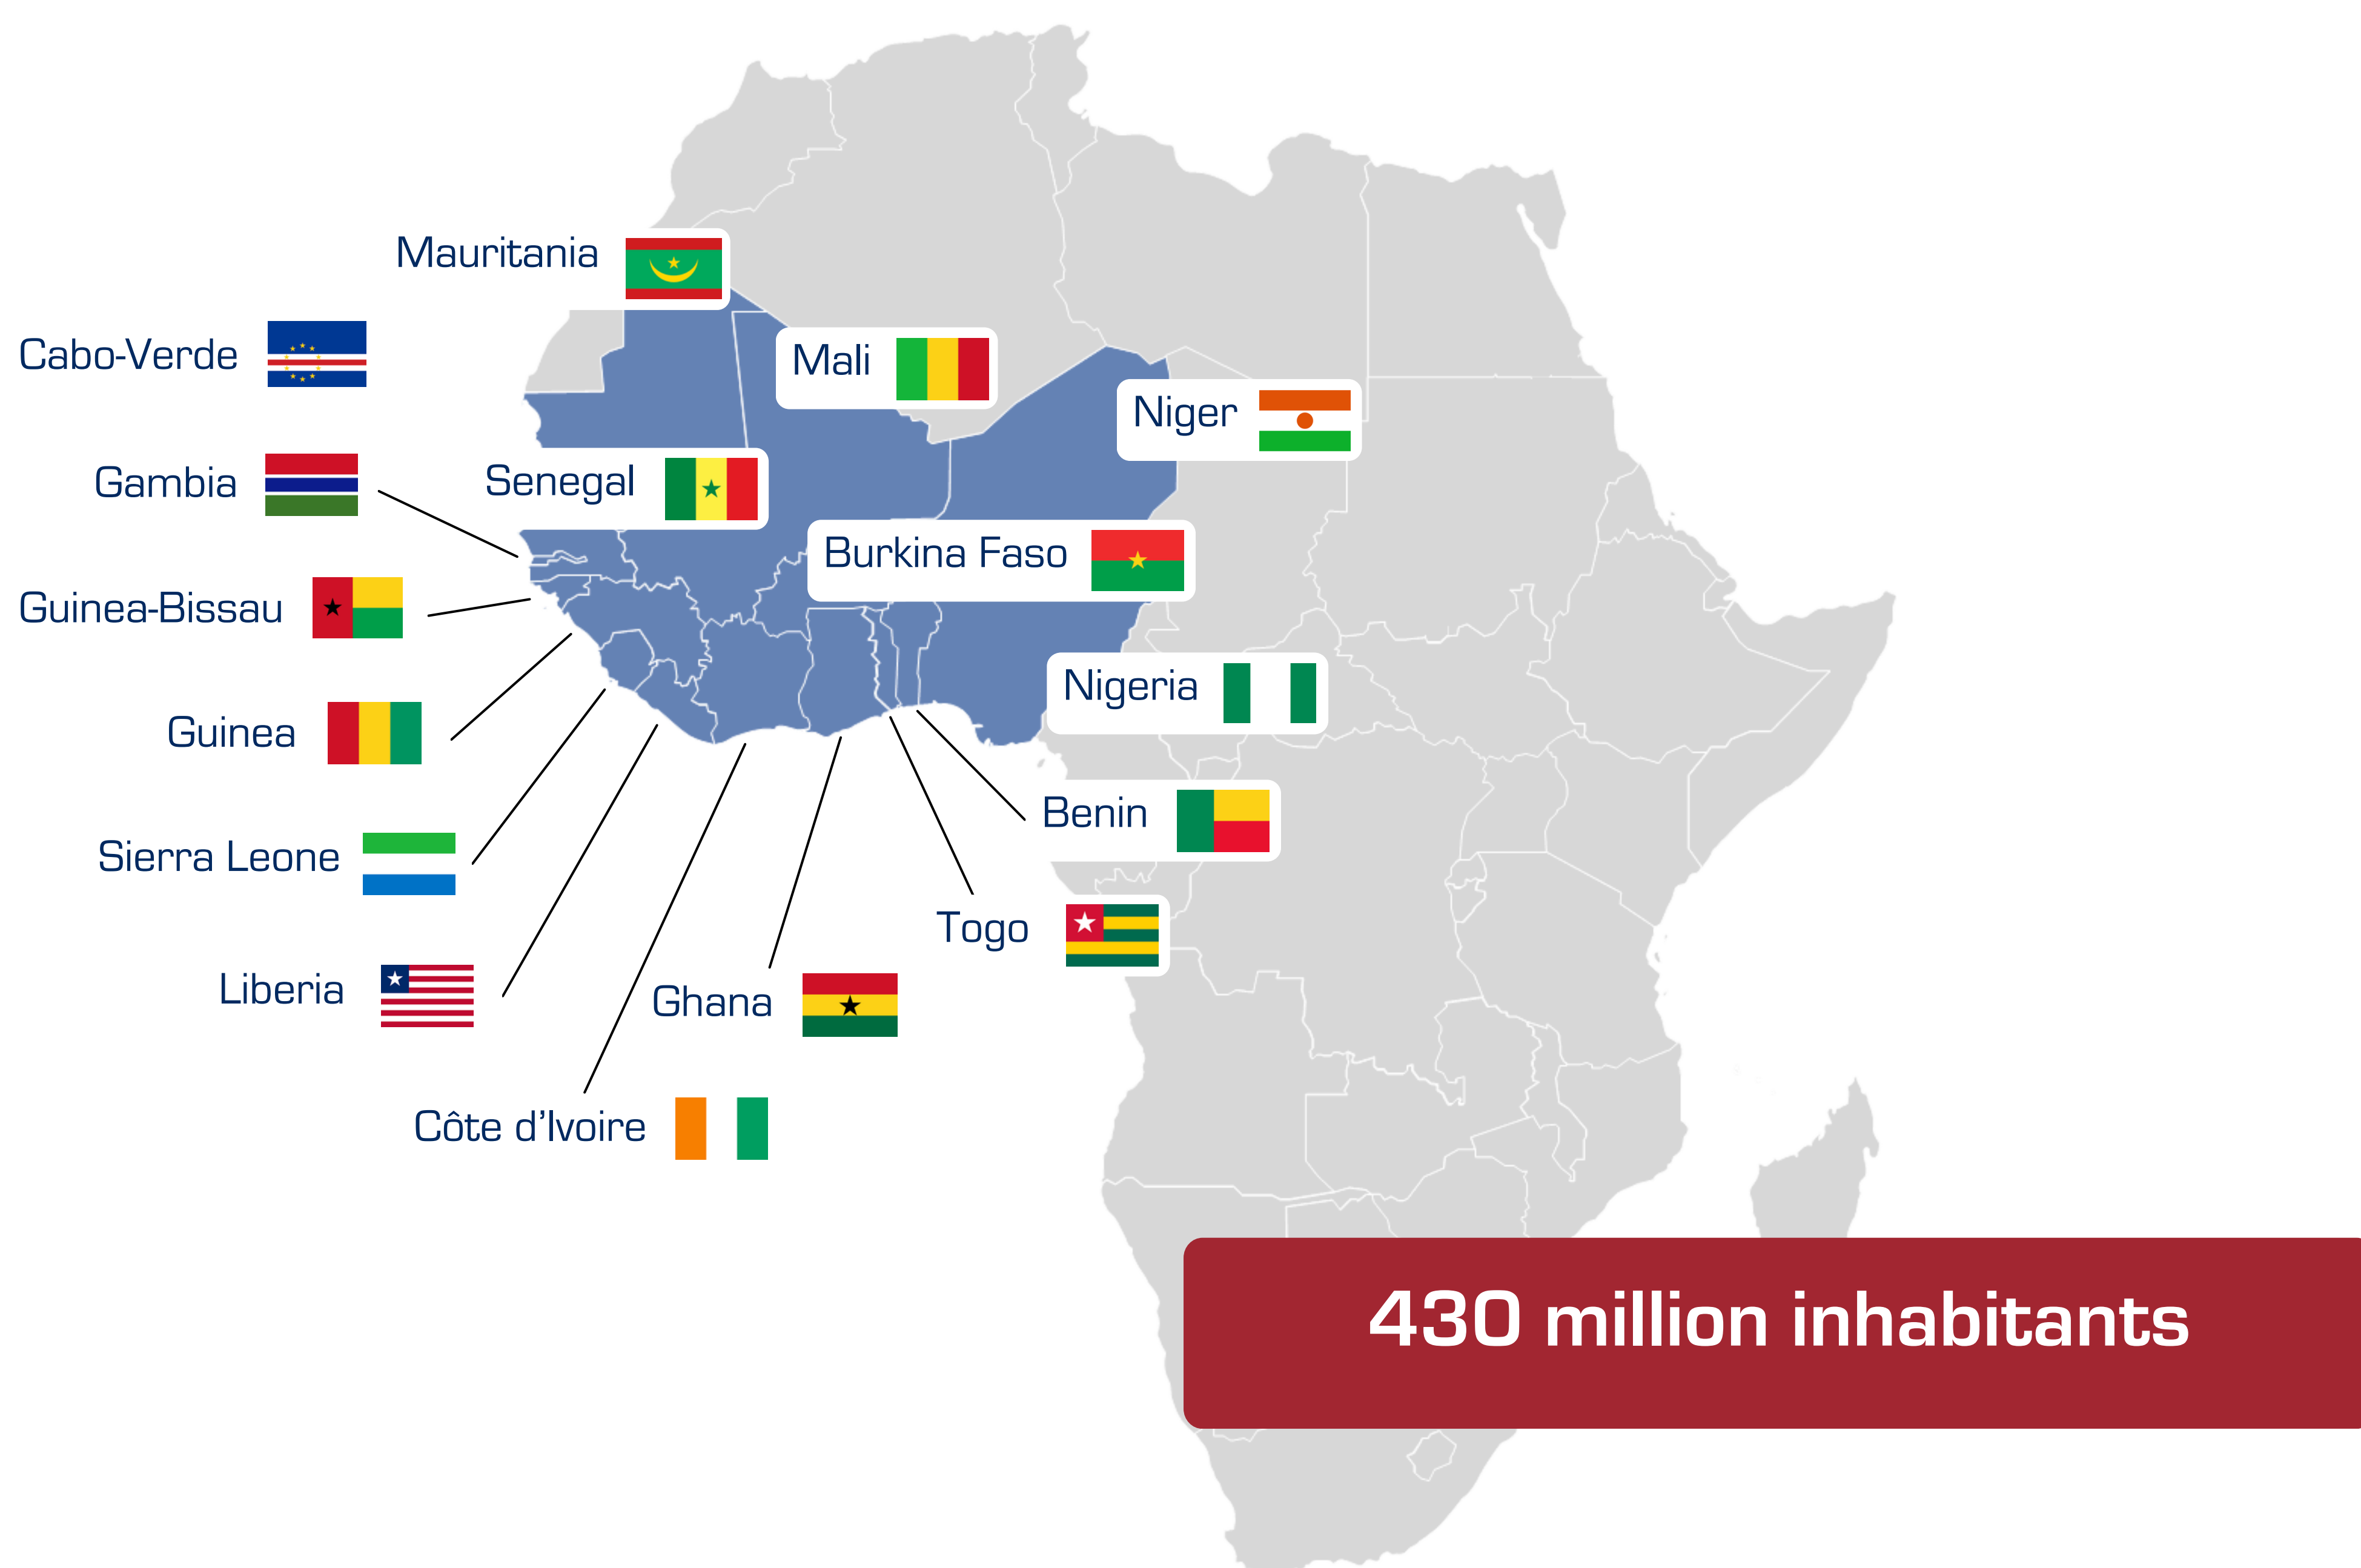 Mauritania
Cabo-Verde
Mali
Niger
Gambia
Senegal
Burkina Faso
Guinea-Bissau
Nigeria
Guinea
Benin
Sierra Leone
Togo
Liberia
Ghana
Côte d’Ivoire
430 million inhabitants